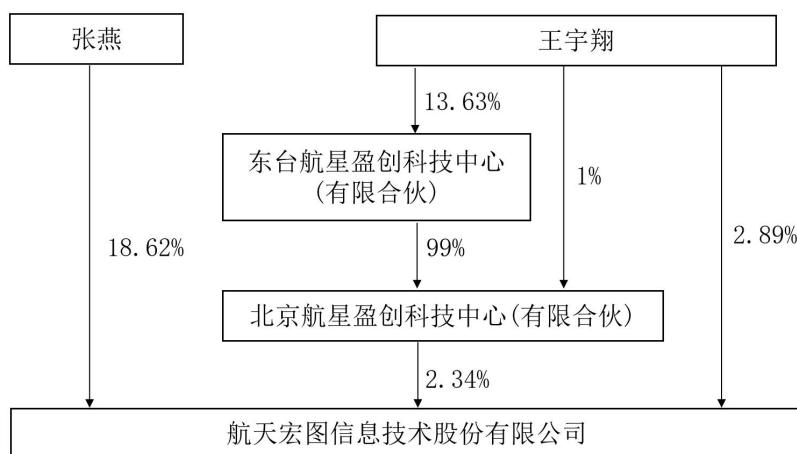 张燕
王宇翔
13.63%
东台航星盈创科技中心
(有限合伙)
1%
18.62%
99%
2.89%
北京航星盈创科技中心(有限合伙)
2.34%
航天宏图信息技术股份有限公司